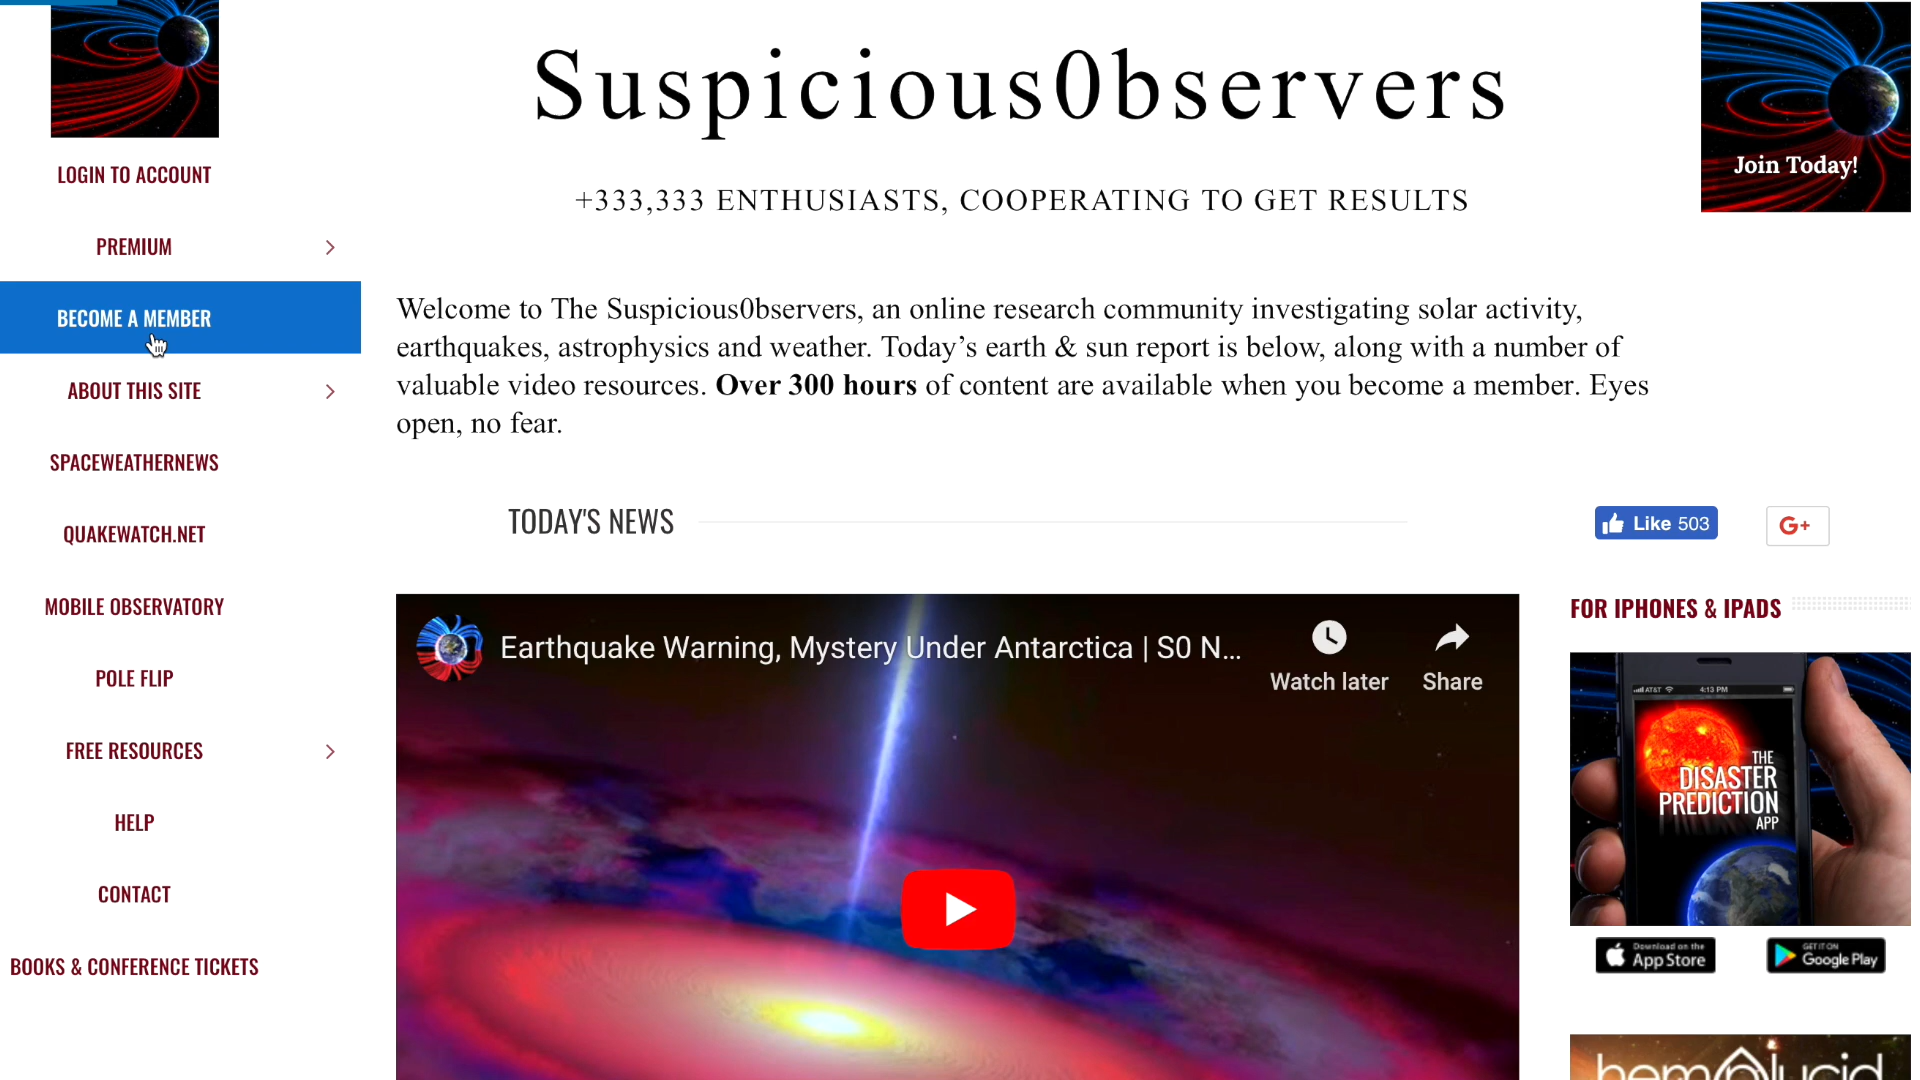 Suspicious0bservers
+333,333 ENTHUSIASTS, COOPERATING TO GET RESULTS
Join Today!
LOGIN TO ACCOUNT
PREMIUM
BECOME A MEMBER
ABOUT THIS SITE
SPACEWEATHERNEWS
QUAKEWATCH.NET
MOBILE OBSERVATORY
POLE FLIP
FREE RESOURCES
HELP
CONTACT
BOOKS & CONFERENCE TICKETS
Welcome to The Suspicious0bservers, an online research community investigating solar activity,
earthquakes, astrophysics and weather. Today’s earth & sun report is below, along with a number of
valuable video resources. Over 300 hours of content are available when you become a member. Eyes
open, no fear.
TODAY'S NEWS
Like 503
G+
Earthquake Warning, Mystery Under Antarctica | S0 N...
Watch later
Share
FOR IPHONES & IPADS
AT&T 4:13 PM
THE
DISASTER
PREDICTION
APP
Download on the
App Store
GET IT ON
Google Play